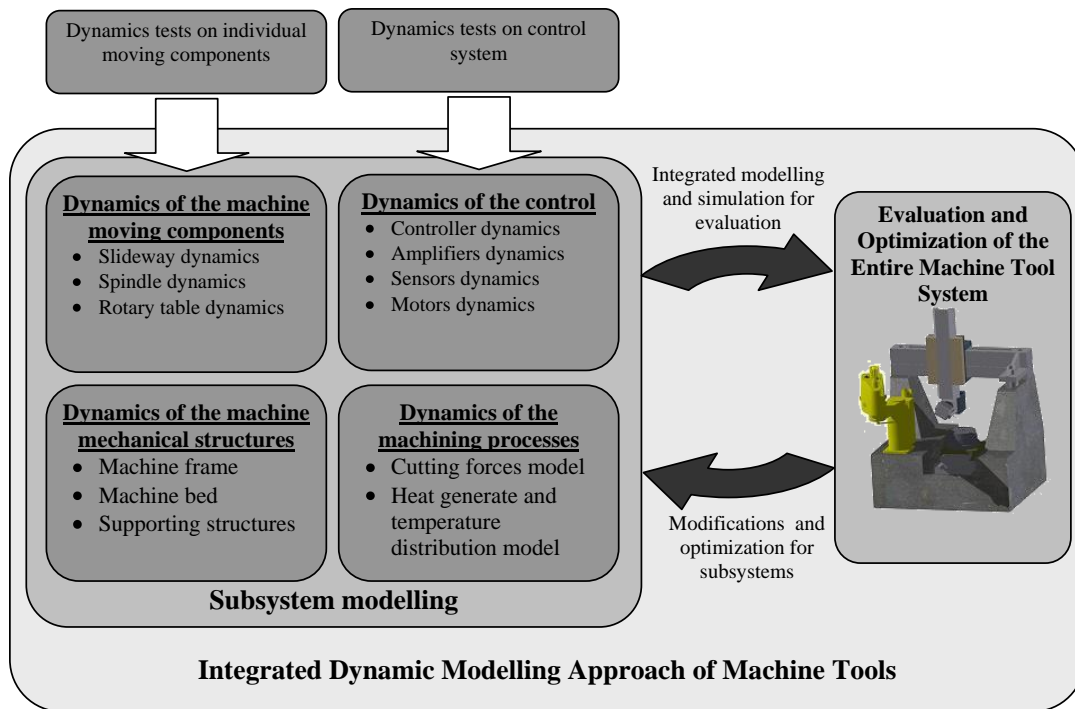 Dynamics tests on individual
moving components
Dynamics tests on control
system
Dynamics of the machine
moving components
• Slideway dynamics
• Spindle dynamics
• Rotary table dynamics
Dynamics of the control
• Controller dynamics
• Amplifiers dynamics
• Sensors dynamics
• Motors dynamics
Dynamics of the machine
mechanical structures
• Machine frame
• Machine bed
• Supporting structures
Dynamics of the
machining processes
• Cutting forces model
• Heat generate and
temperature
distribution model
Subsystem modelling
Integrated modelling
and simulation for
evaluation
Evaluation and
Optimization of the
Entire Machine Tool
System
Modifications and
optimization for
subsystems
Integrated Dynamic Modelling Approach of Machine Tools